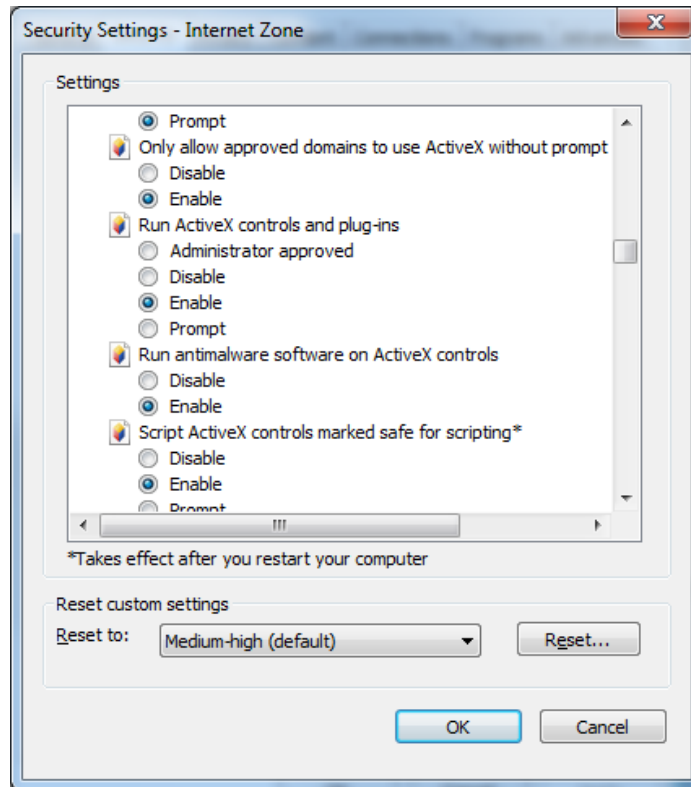 Security Settings - Internet Zone
Settings
Prompt
Only allow approved domains to use ActiveX without prompt
Disable
Enable
Run ActiveX controls and plug-ins
Administrator approved
Disable
Enable
Prompt
Run antimalware software on ActiveX controls
Disable
Enable
Script ActiveX controls marked safe for scripting*
Disable
Enable
Prompt
*Takes effect after you restart your computer
Reset custom settings
Reset to: Medium-high (default) Reset...
OK Cancel